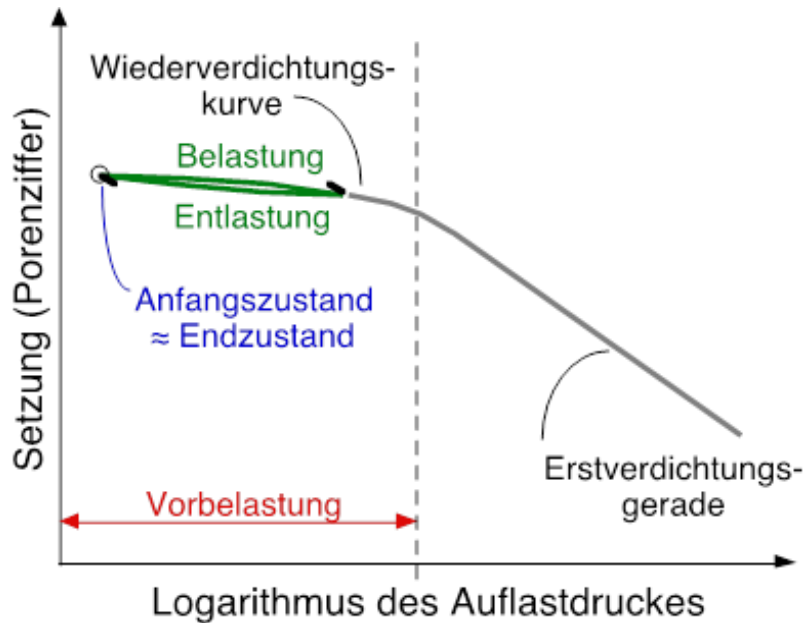 Wiederverdichtungs-
kurve
Belastung
Entlastung
Anfangszustand
≈ Endzustand
Setzung (Porenziffer)
Vorbelastung
Erstverdichtungs-
gerade
Logarithmus des Auflastdruckes